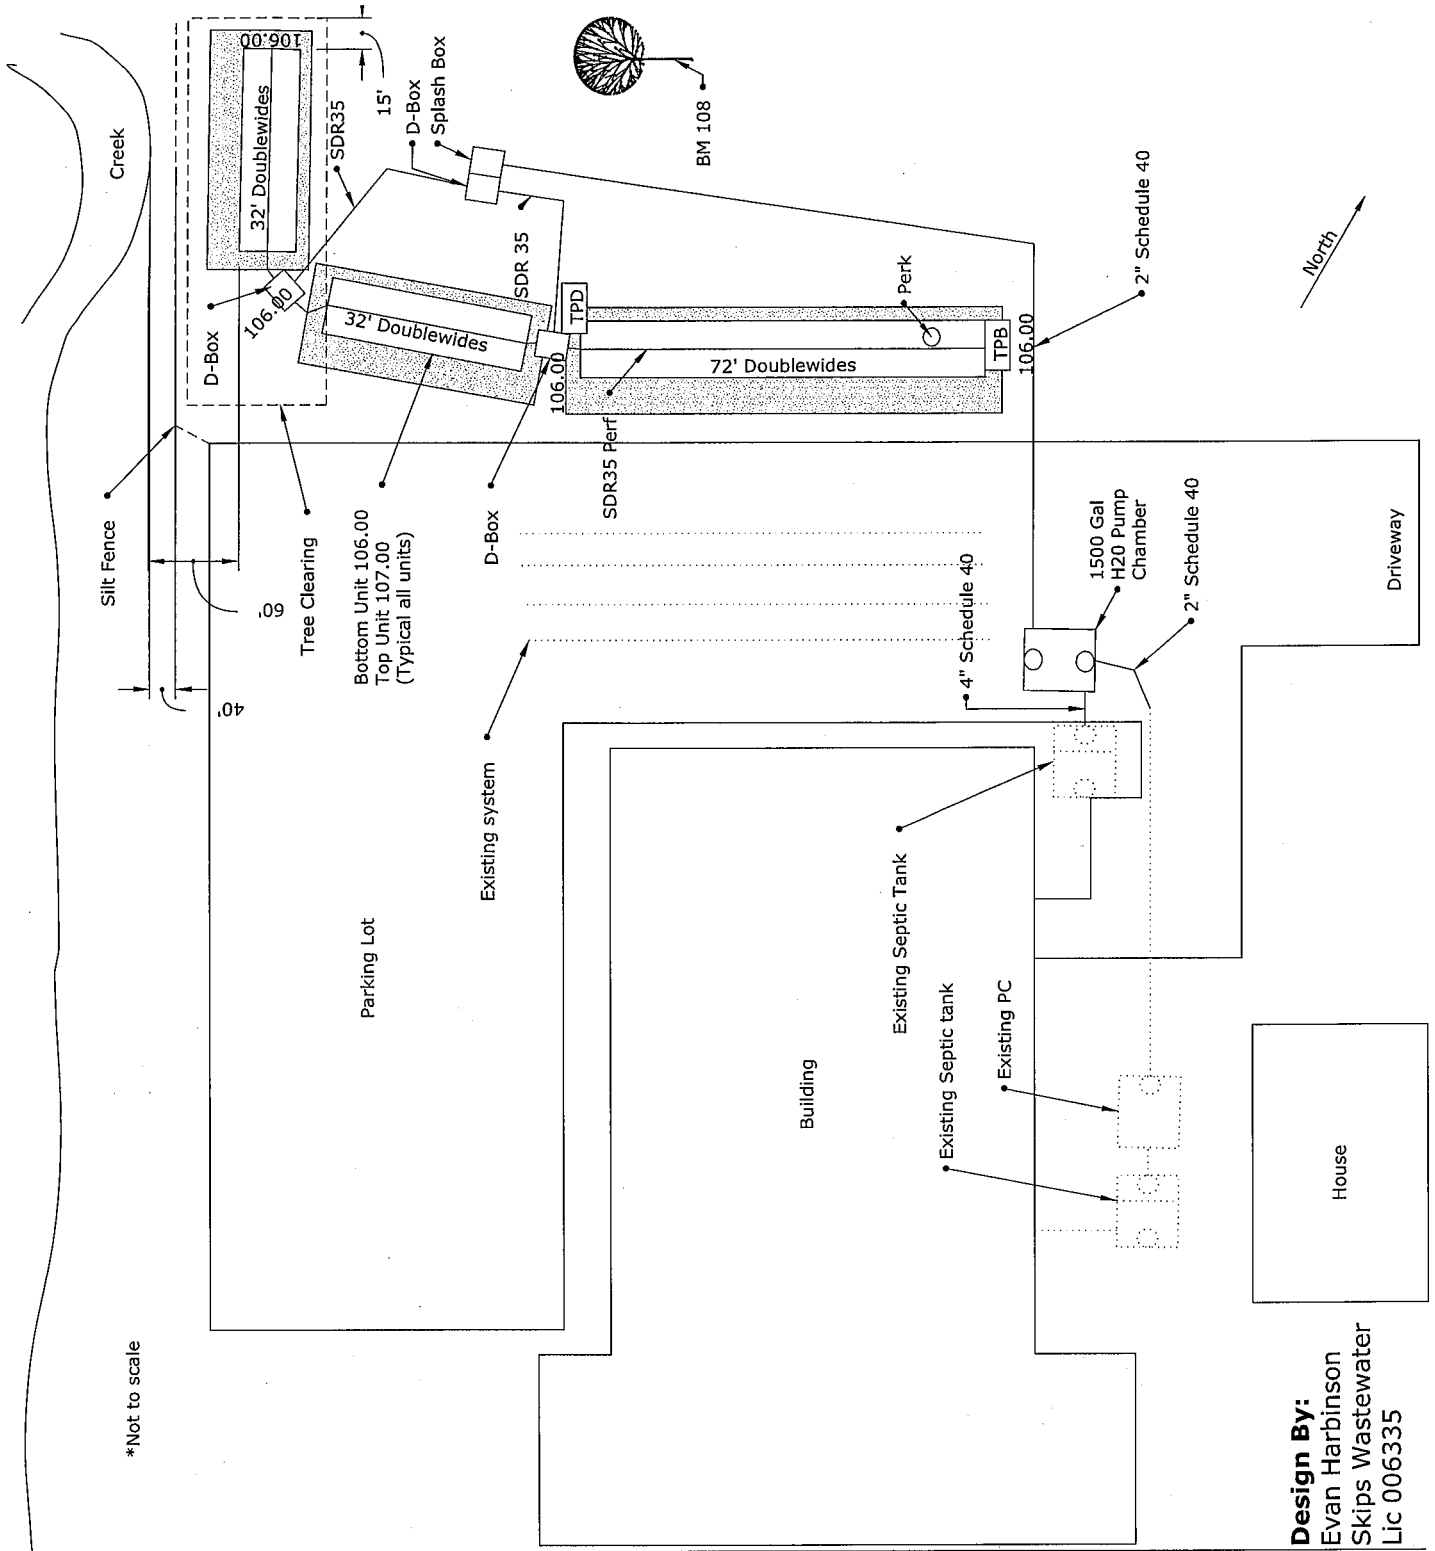 Creek
106.00
32' Doublewides
SDR35
15'
D-Box
Splash Box
BM 108
D-Box
106.00
32' Doublewides
SDR 35
TPD
Perk
2" Schedule 40
North
72' Doublewides
TPB
106.00
106.00
SDR35 Perf
Silt Fence
60'
Tree Clearing
Bottom Unit 106.00
Top Unit 107.00
(Typical all units)
D-Box
40'
Existing system
4" Schedule 40
1500 Gal
H20 Pump
Chamber
2" Schedule 40
Driveway
Parking Lot
Existing Septic Tank
Existing Septic tank
Existing PC
Building
House
*Not to scale
Design By:
Evan Harbinson
Skips Wastewater
Lic 006335